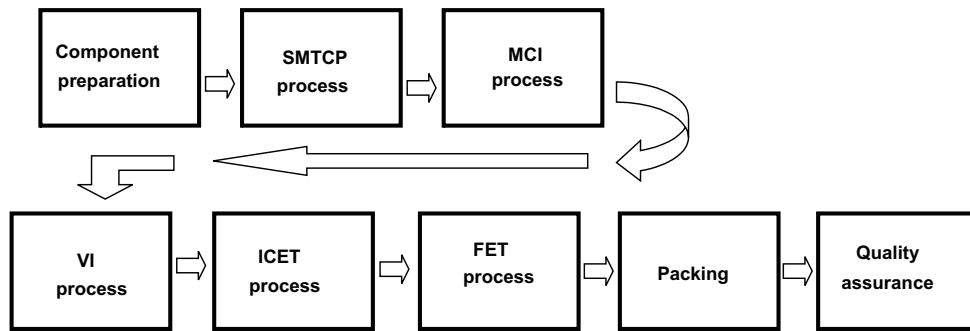 Component
preparation
SMTCP
process
MCI
process
VI
process
ICET
process
FET
process
Packing
Quality
assurance